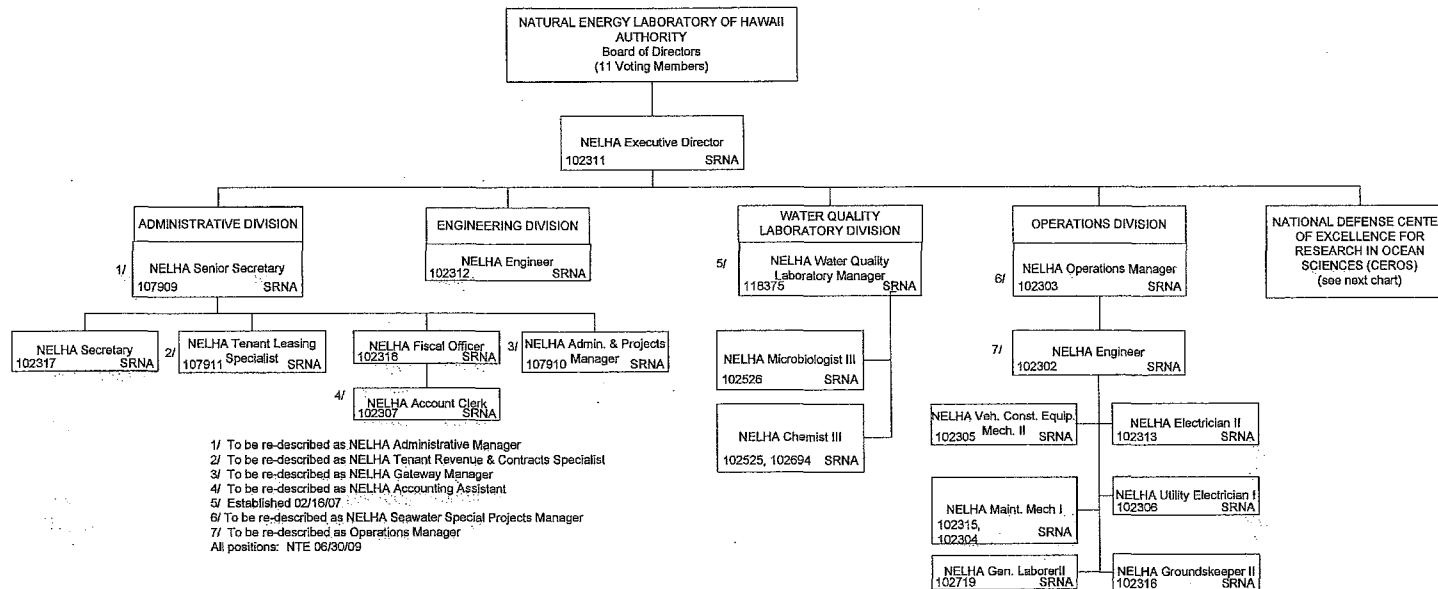 NATURAL ENERGY LABORATORY OF HAWAII
AUTHORITY
Board of Directors
(11 Voting Members)
NELHA Executive Director
102311 SRNA
ADMINISTRATIVE DIVISION
1/ NELHA Senior Secretary
107909 SRNA
NELHA Secretary
102317 SRNA
2/ NELHA Tenant Leasing
Specialist
107911 SRNA
NELHA Fiscal Officer
102318 SRNA
3/ NELHA Admin. & Projects
Manager
107910 SRNA
4/ NELHA Account Clerk
102307 SRNA
ENGINEERING DIVISION
NELHA Engineer
102312 SRNA
WATER QUALITY
LABORATORY DIVISION
5/ NELHA Water Quality
Laboratory Manager
118375 SRNA
NELHA Microbiologist III
102526 SRNA
NELHA Chemist III
102525, 102694 SRNA
OPERATIONS DIVISION
6/ NELHA Operations Manager
102303 SRNA
7/ NELHA Engineer
102302 SRNA
NELHA Veh. Const. Equip.
Mech. II
102305 SRNA
NELHA Electrician II
102313 SRNA
NELHA Maint. Mech I
102315,
102304 SRNA
NELHA Utility Electrician I
102306 SRNA
NELHA Gen. Laborer II
102719 SRNA
NELHA Groundskeeper II
102316 SRNA
NATIONAL DEFENSE CENTE
OF EXCELLENCE FOR
RESEARCH IN OCEAN
SCIENCES (CEROS)
(see next chart)
1/ To be re-described as NELHA Administrative Manager
2/ To be re-described as NELHA Tenant Revenue & Contracts Specialist
3/ To be re-described as NELHA Gateway Manager
4/ To be re-described as NELHA Accounting Assistant
5/ Established 02/16/07
6/ To be re-described as NELHA Seawater Special Projects Manager
7/ To be re-described as Operations Manager
All positions: NTE 06/30/09